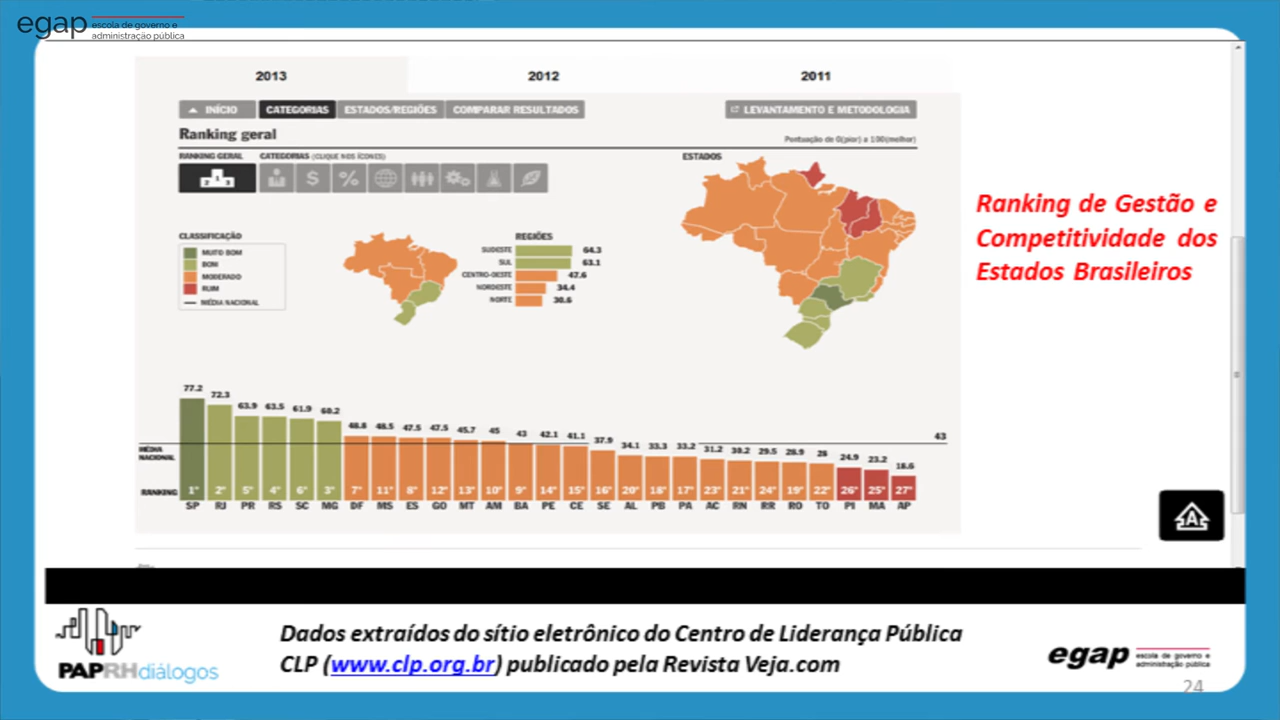 egap escola de governo e
administração pública
2013 2012 2011
INÍCIO CATEGORIAS ESTADOS/REGIÕES COMPARAR RESULTADOS LEVANTAMENTO E METODOLOGIA
Ranking geral
Pontuação de 0(pior) a 100(melhor)
RANKING GERAL CATEGORIAS (CLIQUE NOS ÍCONES) ESTADOS
Ranking de Gestão e
Competitividade dos
Estados Brasileiros
CLASSIFICAÇÃO
MUITO BOM
BOM
MODERADO
RUIM
MÉDIA NACIONAL
REGIÕES
SUDESTE 64.3
SUL 63.1
CENTRO-OESTE 47.6
NORDESTE 34.4
NORTE 30.6
77.2 72.3 63.9 63.5 61.9 60.2 48.8 48.5 47.5 47.5 45.7 45 43 42.1 41.1 37.9 34.1 33.3 33.2 31.2 30.2 29.5 28.9 28 24.9 23.2 18.6 43
MÉDIA
NACIONAL
RANKING 1º 2º 5º 4º 6º 3º 7º 11º 8º 12º 13º 10º 9º 14º 15º 16º 20º 18º 17º 23º 21º 24º 19º 22º 26º 25º 27º
SP RJ PR RS SC MG DF MS ES GO MT AM BA PE CE SE AL PB PA AC RN RR RO TO PI MA AP
A
Dados extraídos do sítio eletrônico do Centro de Liderança Pública
CLP (www.clp.org.br) publicado pela Revista Veja.com
PAPRHdiálogos
egap escola de governo e
administração pública
24